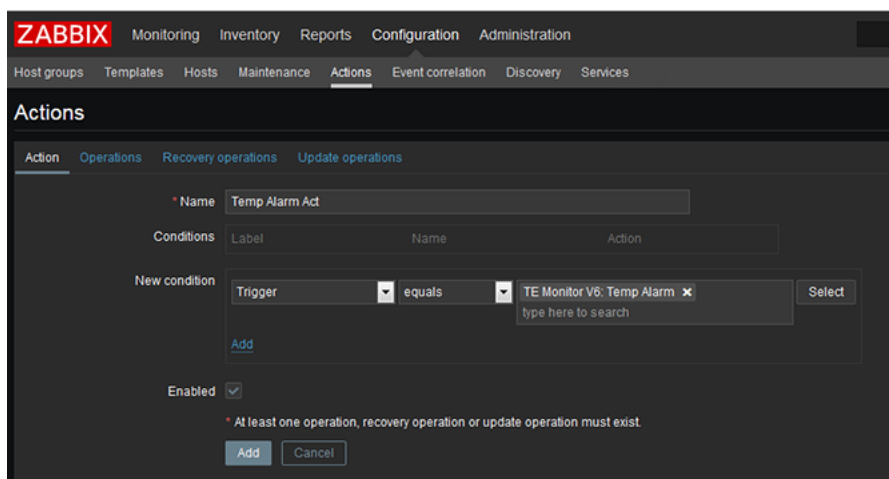 ZABBIX Monitoring Inventory Reports Configuration Administration
Host groups Templates Hosts Maintenance Actions Event correlation Discovery Services
Actions
Action Operations Recovery operations Update operations
* Name Temp Alarm Act
Conditions Label Name Action
New condition Trigger equals TE Monitor V6: Temp Alarm × Select
type here to search
Add
Enabled
* At least one operation, recovery operation or update operation must exist.
Add Cancel